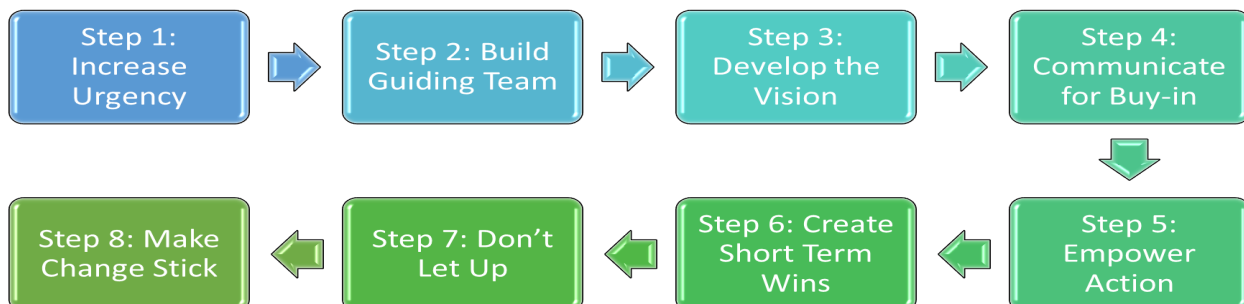 Step 1:
Increase
Urgency
Step 2: Build
Guiding Team
Step 3:
Develop the
Vision
Step 4:
Communicate
for Buy-in
Step 5:
Empower
Action
Step 6: Create
Short Term
Wins
Step 7: Don’t
Let Up
Step 8: Make
Change Stick